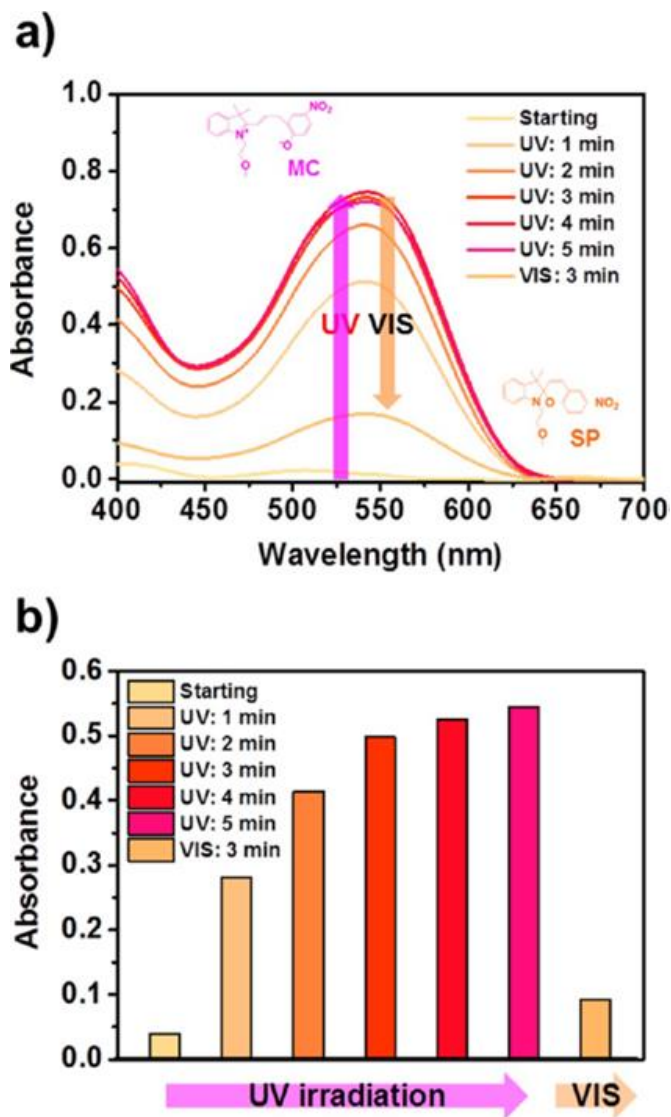 a)
Absorbance
1.0
0.8
0.6
0.4
0.2
0.0
400 450 500 550 600 650 700
Wavelength (nm)
NO₂
N⁺
⁻O
O
MC
Starting
UV: 1 min
UV: 2 min
UV: 3 min
UV: 4 min
UV: 5 min
VIS: 3 min
UV VIS
N O NO₂
O
SP
b)
Absorbance
0.6
0.5
0.4
0.3
0.2
0.1
0.0
Starting
UV: 1 min
UV: 2 min
UV: 3 min
UV: 4 min
UV: 5 min
VIS: 3 min
UV irradiation VIS